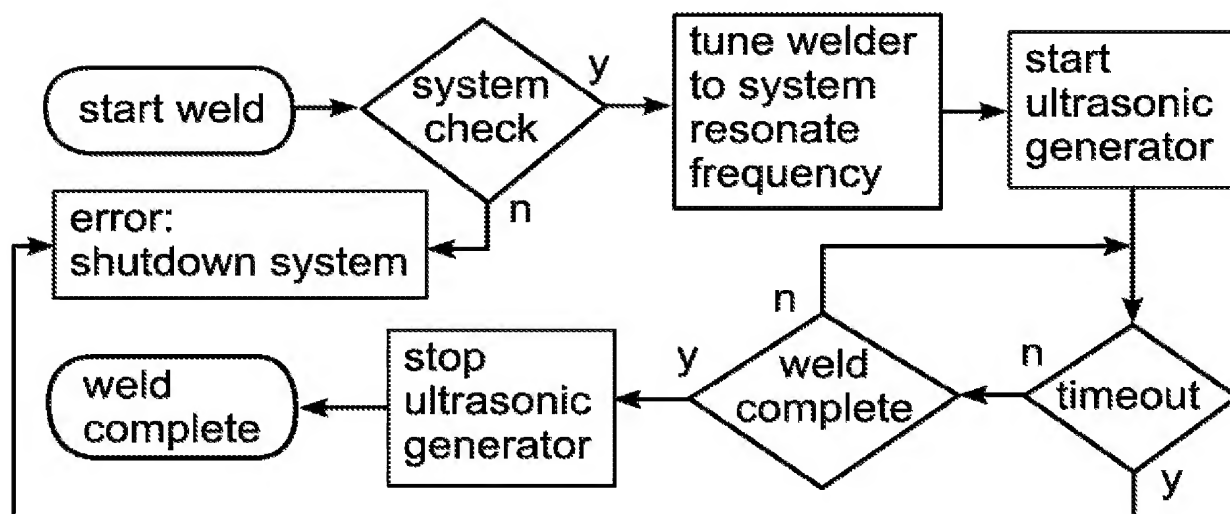 start weld
system
check
y
n
tune welder
to system
resonate
frequency
start
ultrasonic
generator
error:
shutdown system
weld
complete
stop
ultrasonic
generator
y
n
weld
complete
n
timeout
y